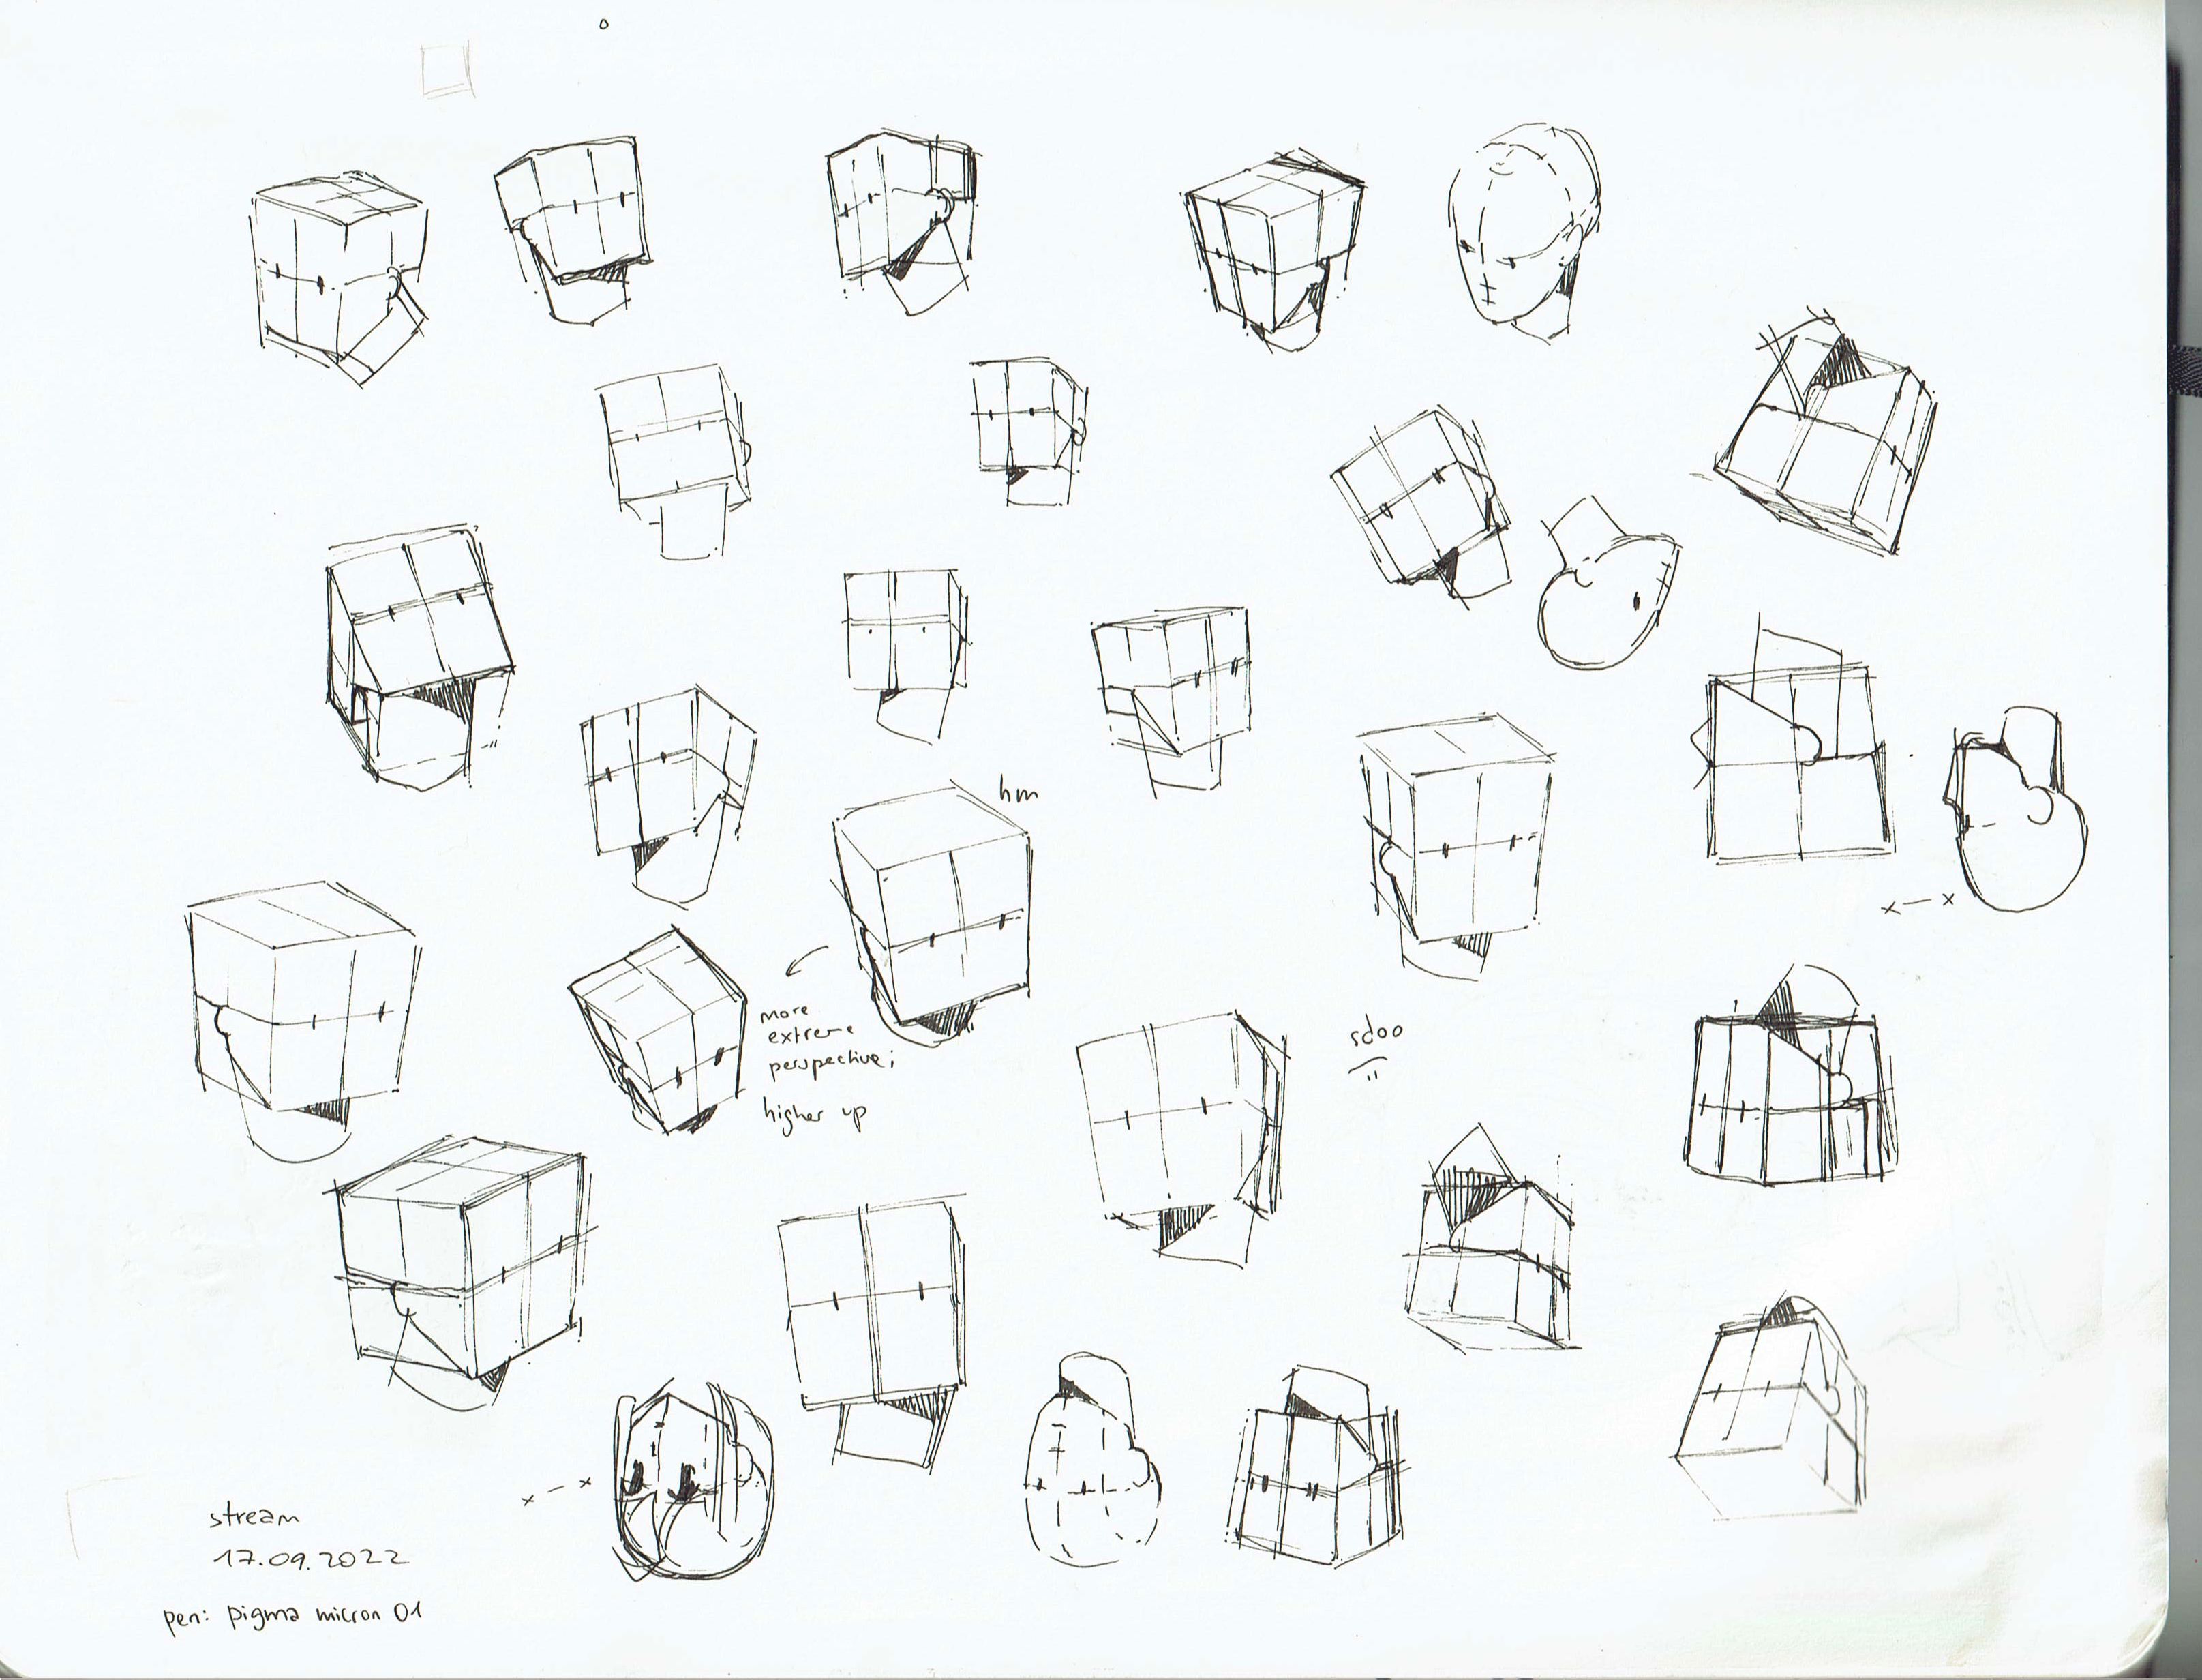 hm
more
extreme
perspective;
higher up
sdoo
stream
17.09.2022
pen: pigma micron 01